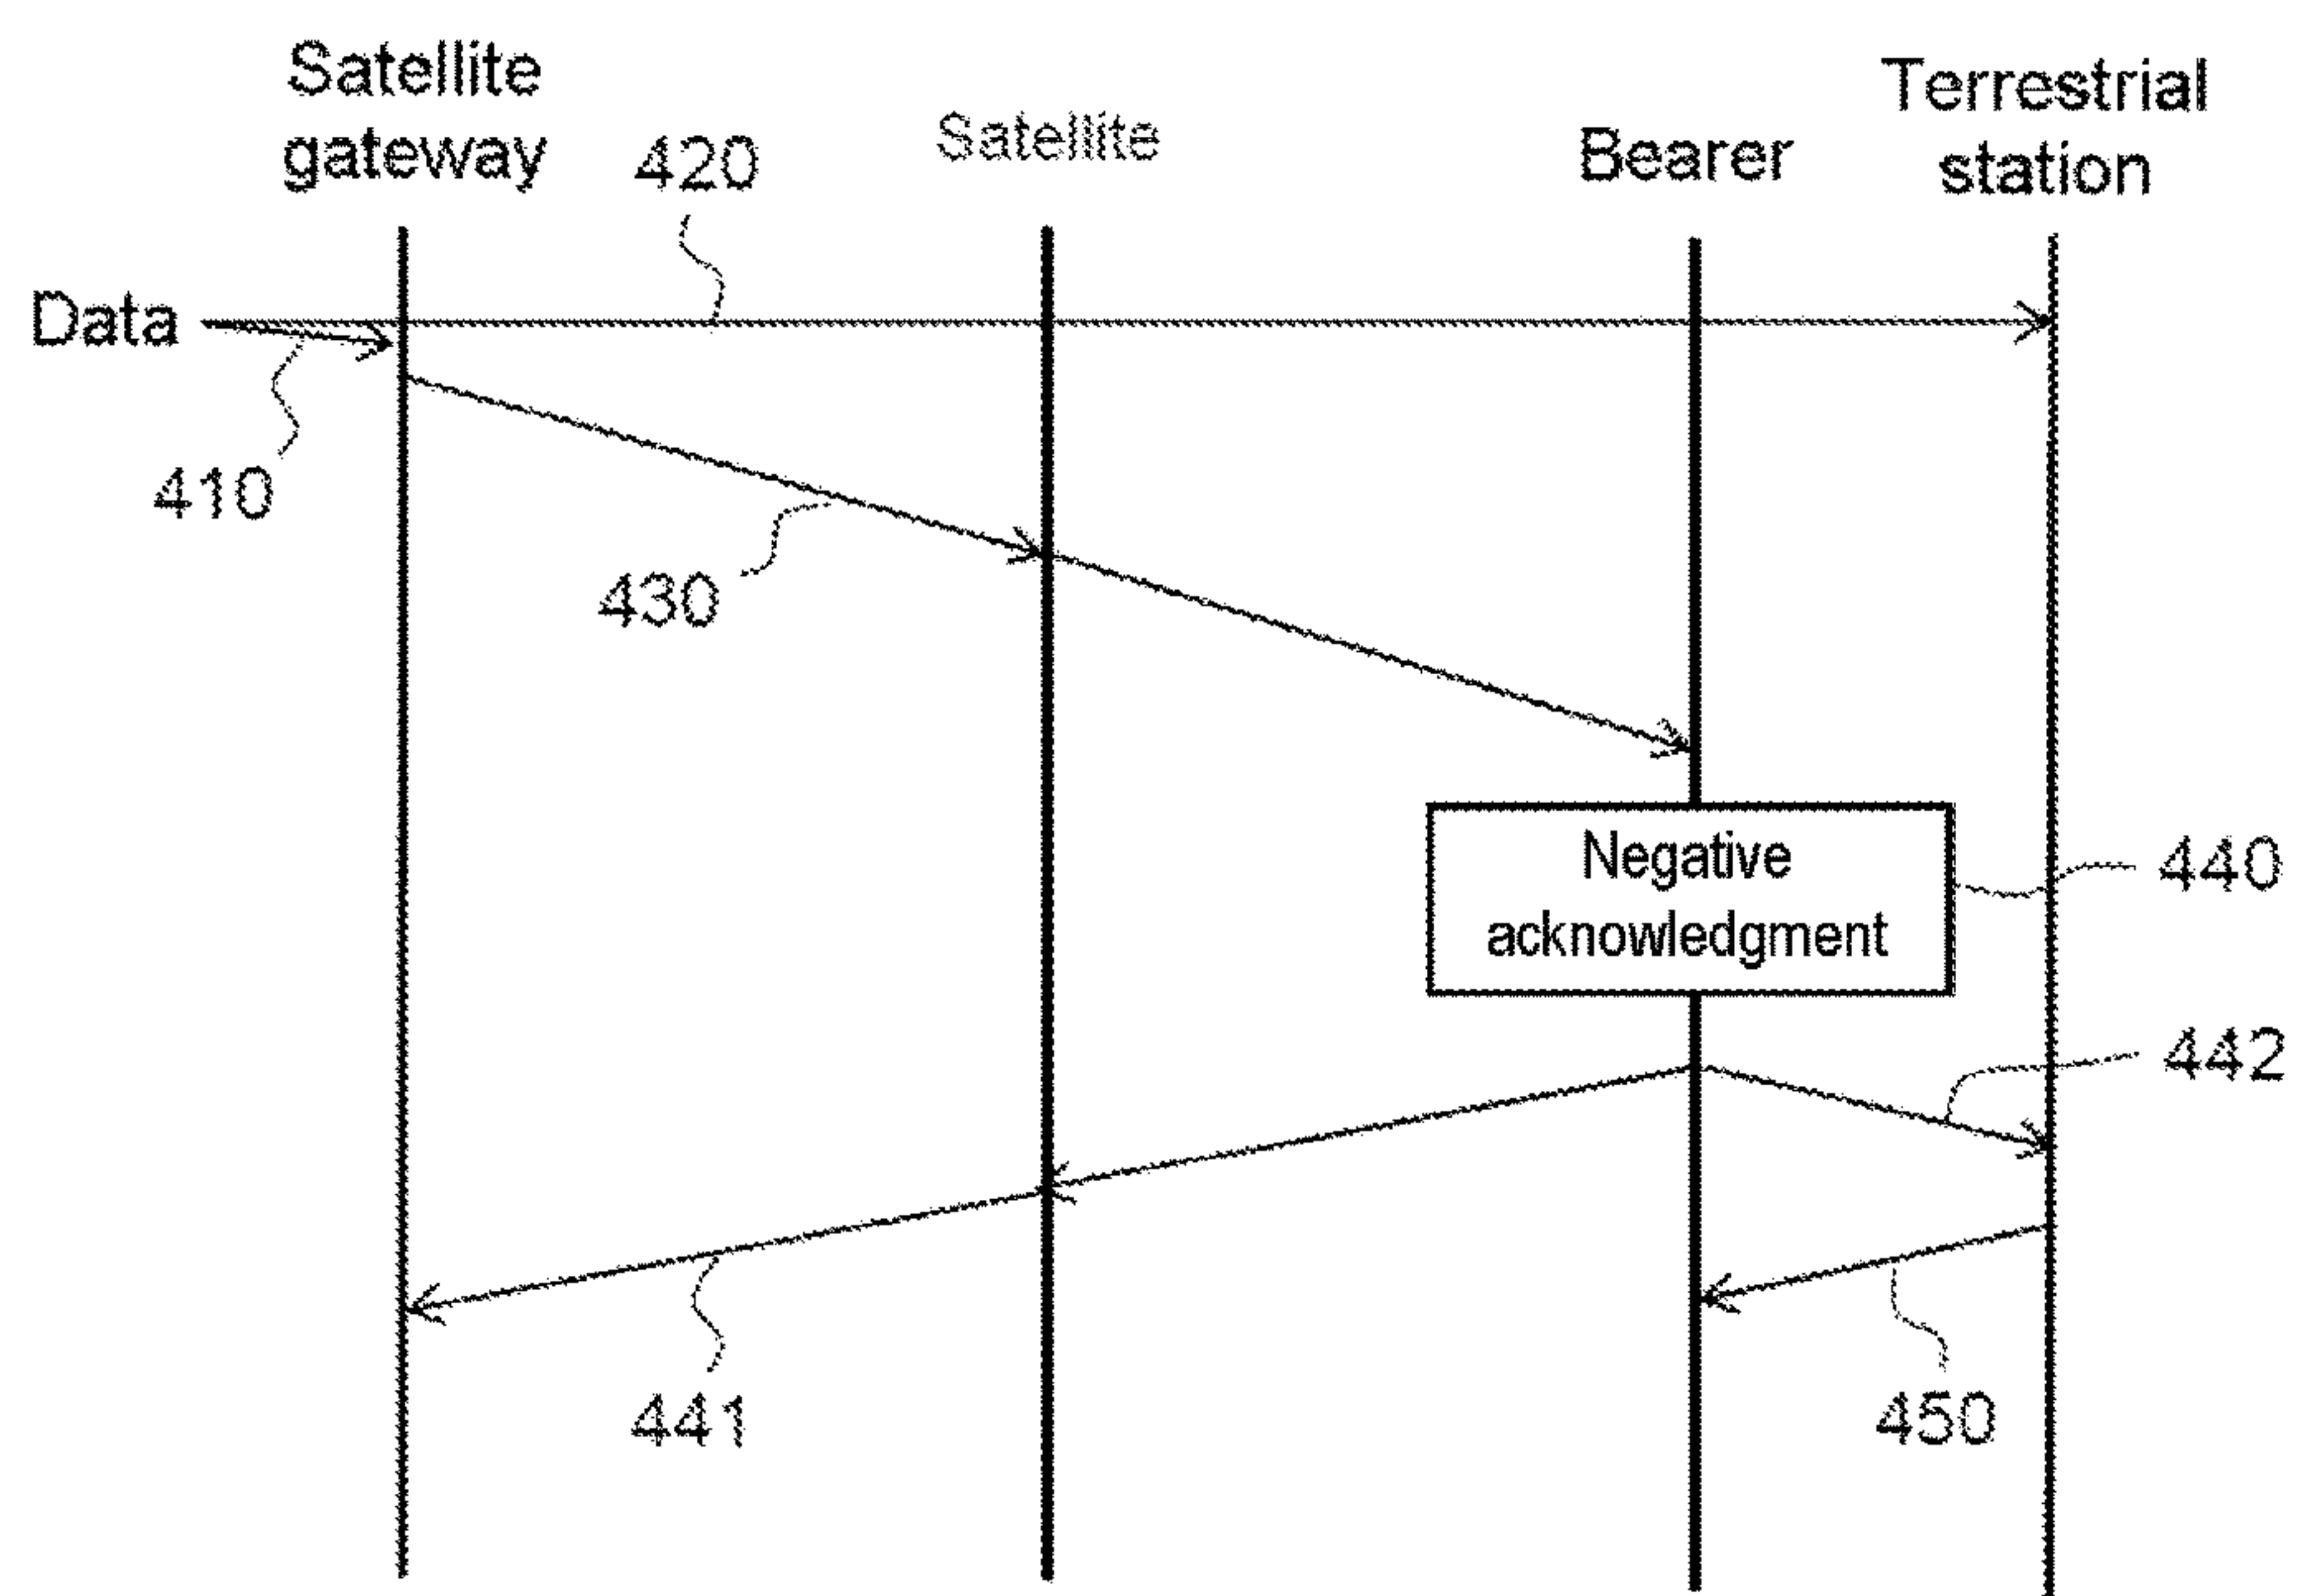 Satellite
gateway
420
Satellite
Bearer
Terrestrial
station
Data
410
430
Negative
acknowledgment
440
442
441
450